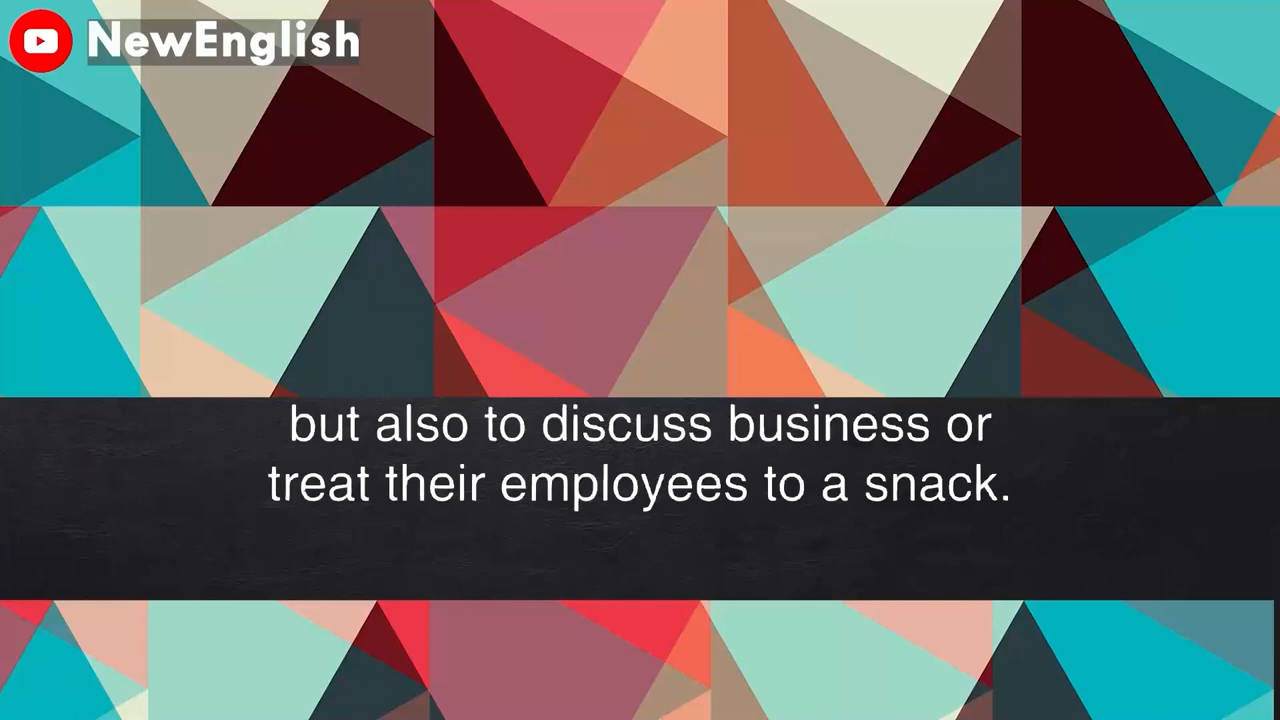 NewEnglish
but also to discuss business or
treat their employees to a snack.